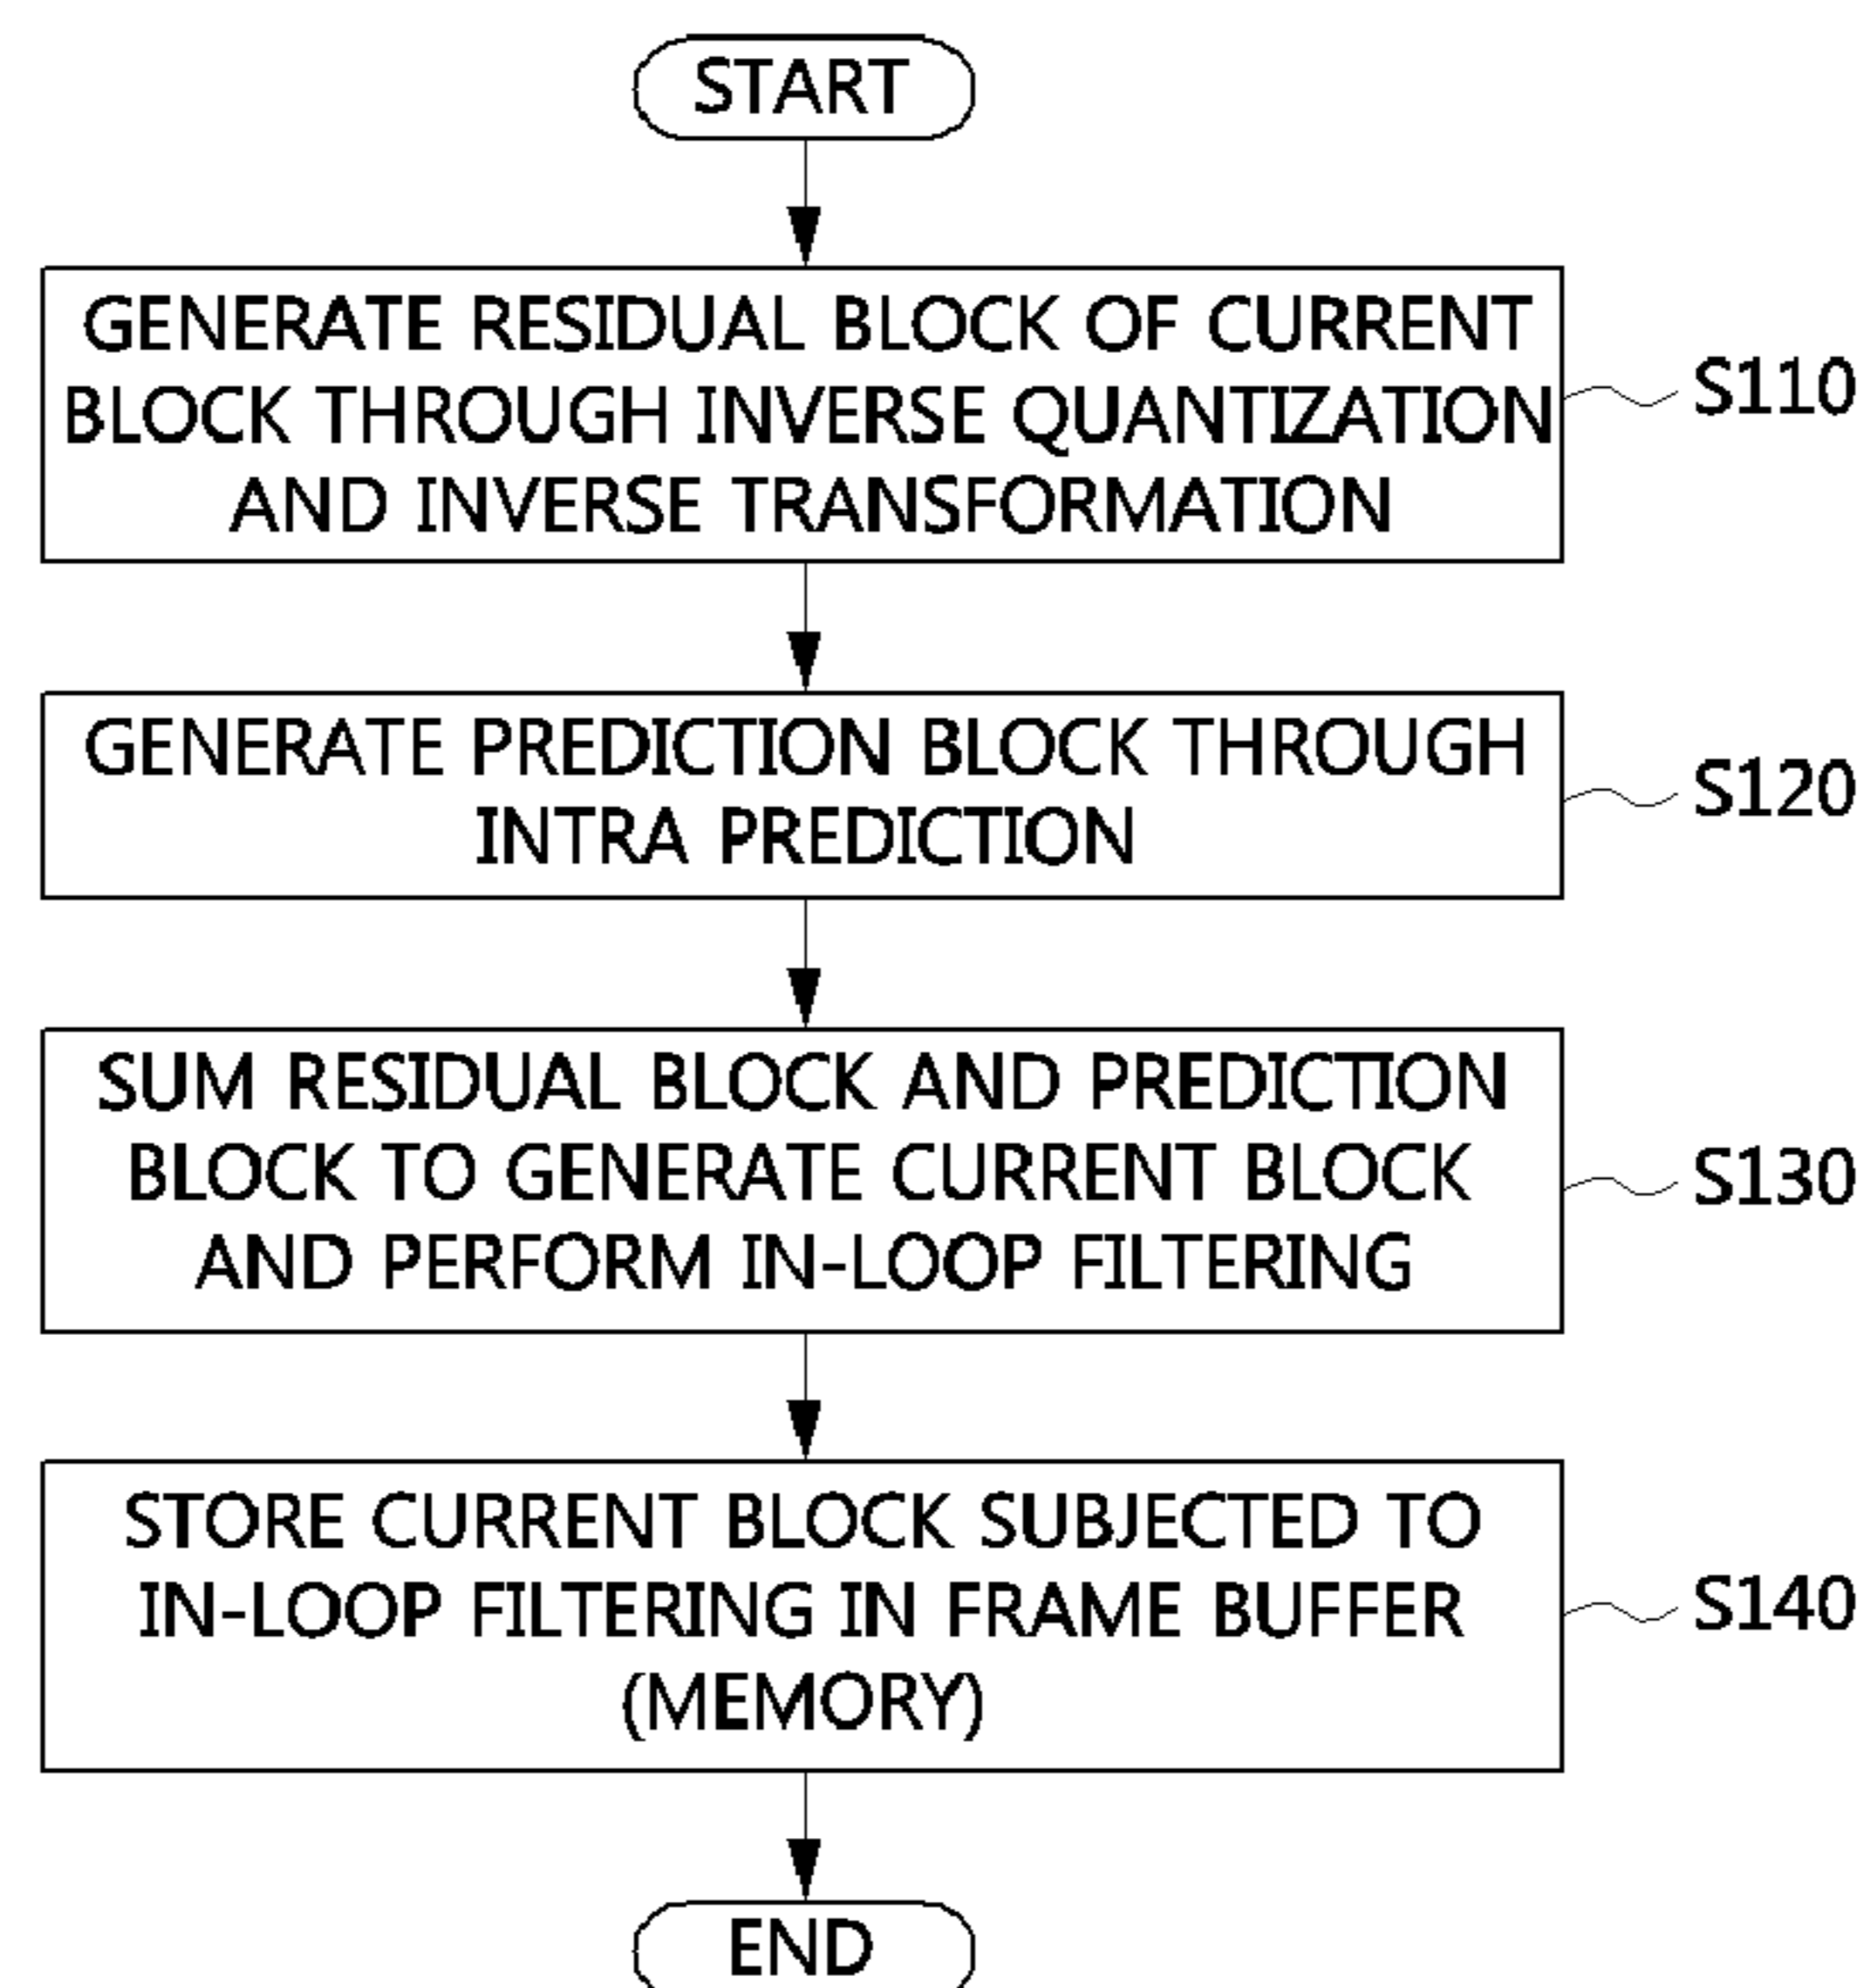 START
GENERATE RESIDUAL BLOCK OF CURRENT
BLOCK THROUGH INVERSE QUANTIZATION
AND INVERSE TRANSFORMATION
S110
GENERATE PREDICTION BLOCK THROUGH
INTRA PREDICTION
S120
SUM RESIDUAL BLOCK AND PREDICTION
BLOCK TO GENERATE CURRENT BLOCK
AND PERFORM IN-LOOP FILTERING
S130
STORE CURRENT BLOCK SUBJECTED TO
IN-LOOP FILTERING IN FRAME BUFFER
(MEMORY)
S140
END